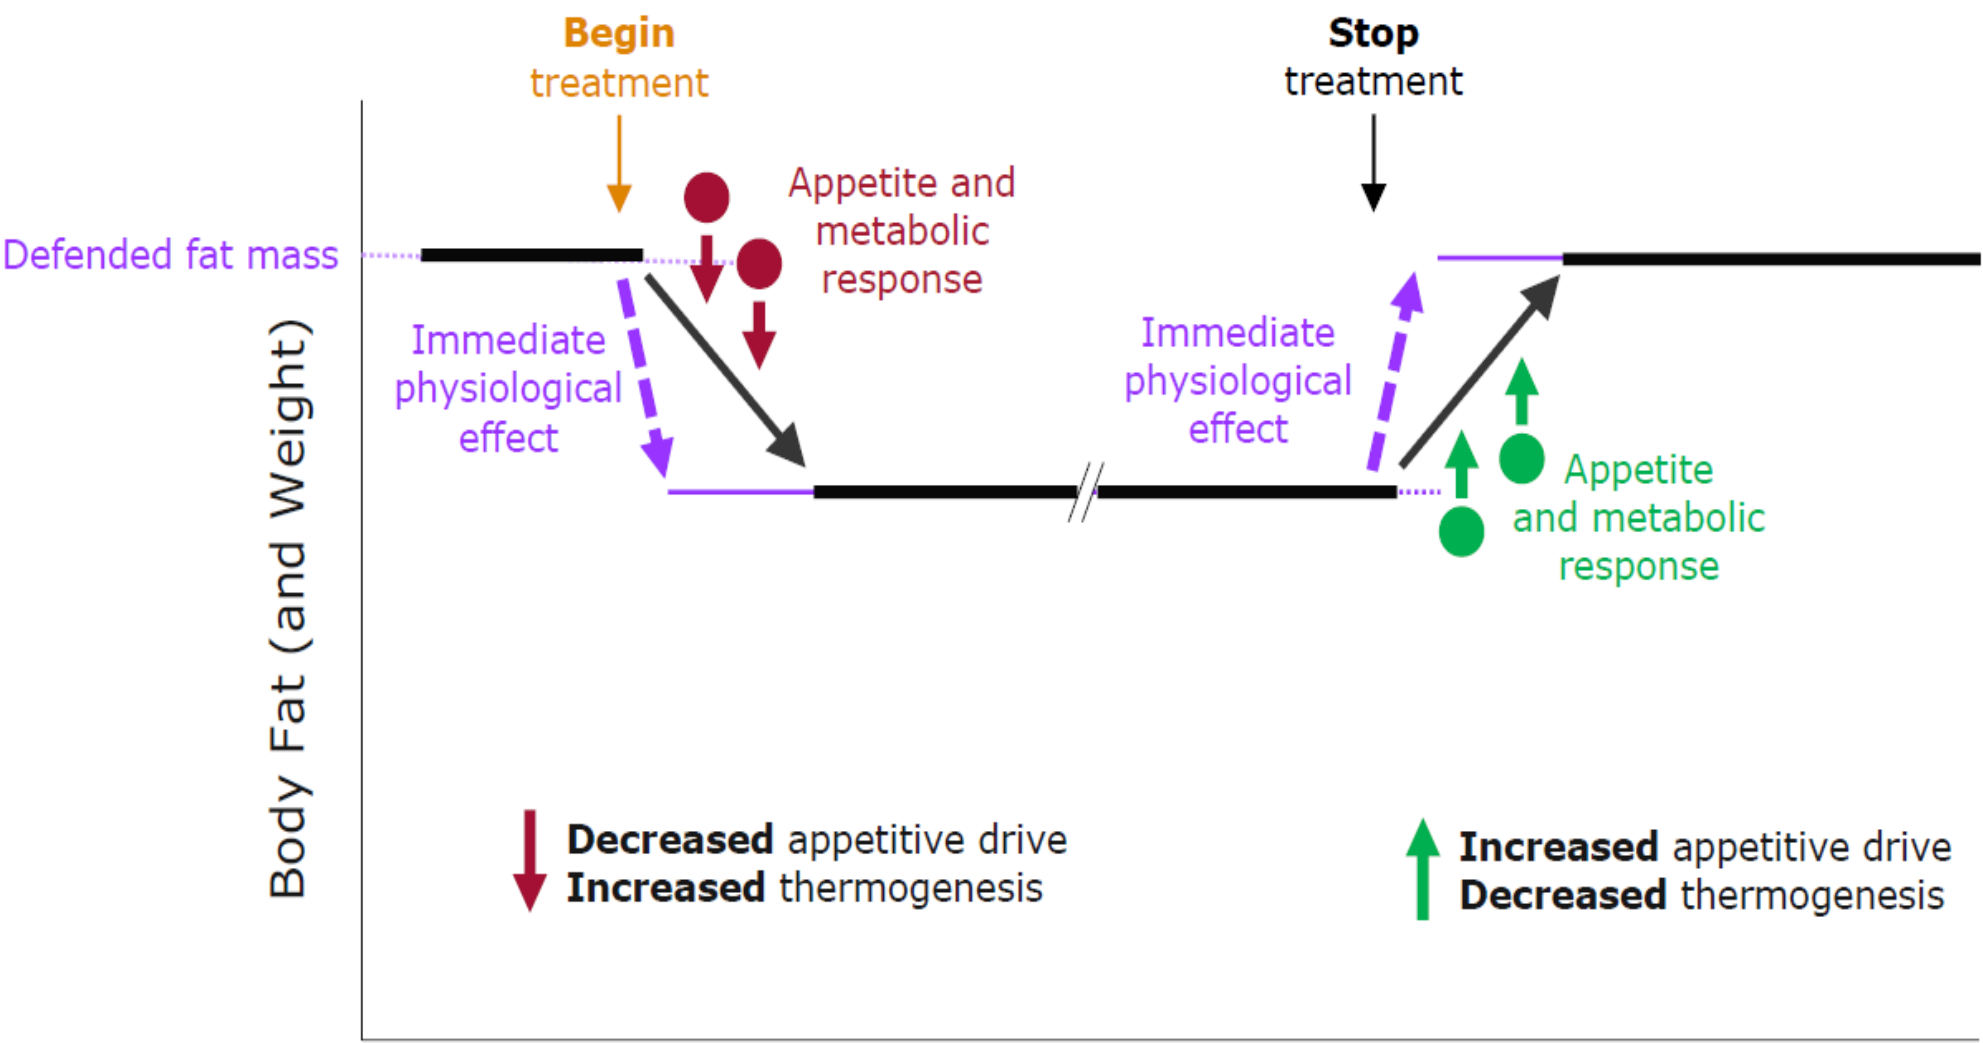 Begin
treatment
Stop
treatment
Appetite and
metabolic
response
Defended fat mass
Immediate
physiological
effect
Immediate
physiological
effect
Appetite
and metabolic
response
Body Fat (and Weight)
Decreased appetitive drive
Increased thermogenesis
Increased appetitive drive
Decreased thermogenesis